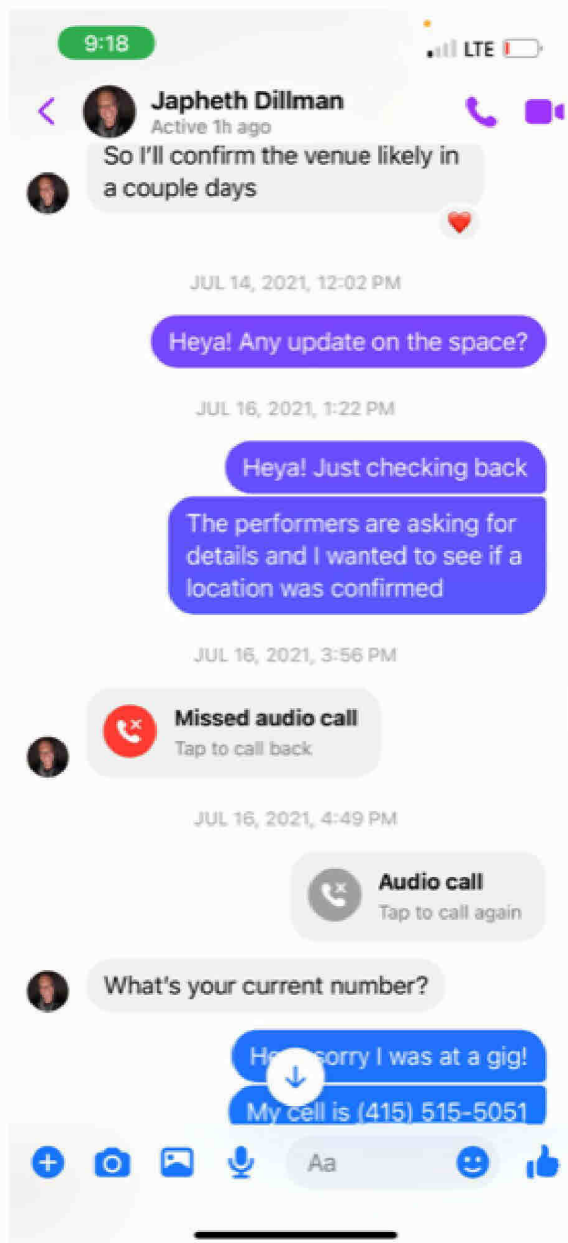 9:18
LTE
Japheth Dillman
Active 1h ago
So I'll confirm the venue likely in
a couple days
JUL 14, 2021, 12:02 PM
Heya! Any update on the space?
JUL 16, 2021, 1:22 PM
Heya! Just checking back
The performers are asking for
details and I wanted to see if a
location was confirmed
JUL 16, 2021, 3:56 PM
Missed audio call
Tap to call back
JUL 16, 2021, 4:49 PM
Audio call
Tap to call again
What's your current number?
sorry I was at a gig!
My cell is (415) 515-5051
Aa